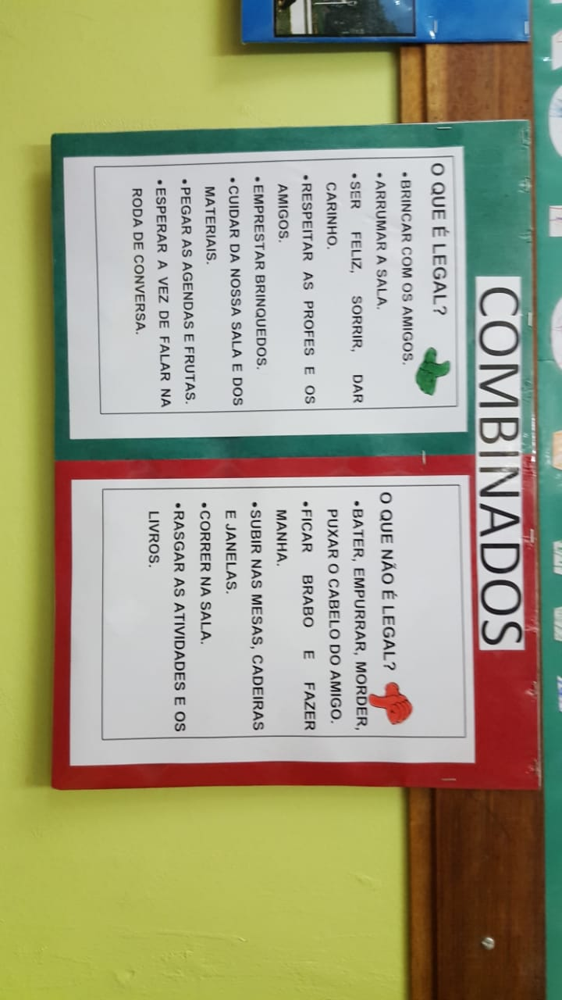 COMBINADOS
O QUE É LEGAL?
•BRINCAR COM OS AMIGOS.
•ARRUMAR A SALA.
•SER FELIZ, SORRIR, DAR
CARINHO.
•RESPEITAR AS PROFES E OS
AMIGOS.
•EMPRESTAR BRINQUEDOS.
•CUIDAR DA NOSSA SALA E DOS
MATERIAIS.
•PEGAR AS AGENDAS E FRUTAS.
•ESPERAR A VEZ DE FALAR NA
RODA DE CONVERSA.
O QUE NÃO É LEGAL?
•BATER, EMPURRAR, MORDER,
PUXAR O CABELO DO AMIGO.
•FICAR BRABO E FAZER
MANHA.
•SUBIR NAS MESAS, CADEIRAS
E JANELAS.
•CORRER NA SALA.
•RASGAR AS ATIVIDADES E OS
LIVROS.